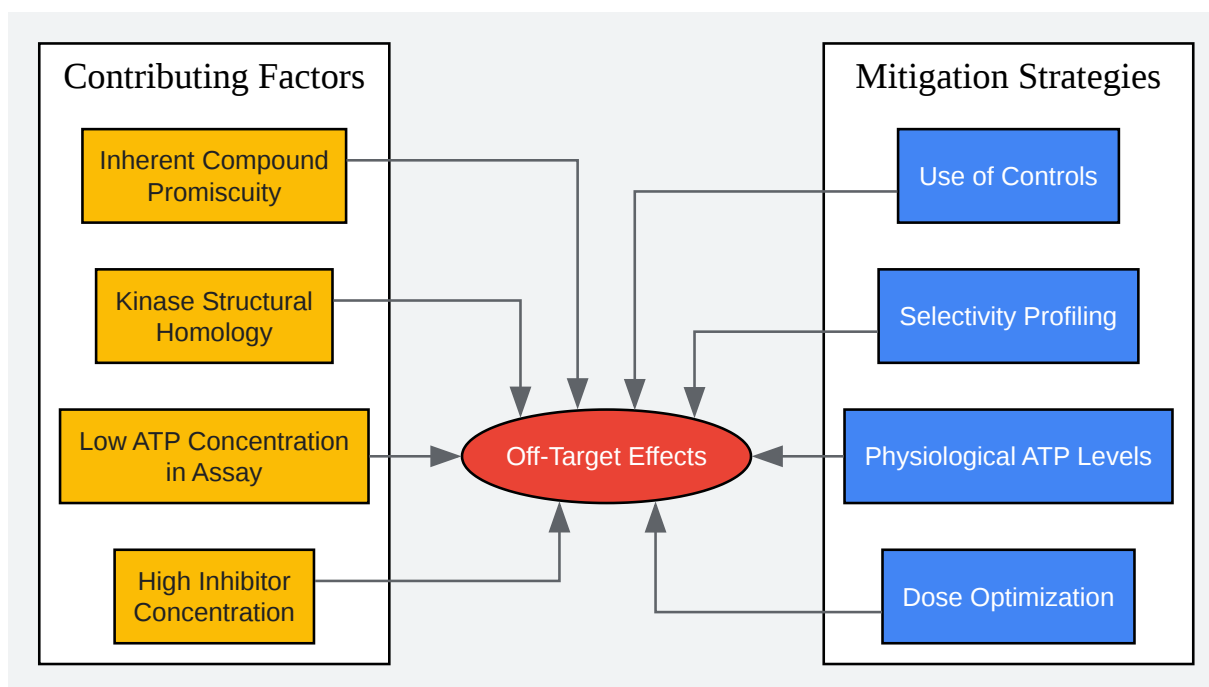 Contributing Factors
Inherent Compound
Promiscuity
Kinase Structural
Homology
Low ATP Concentration
in Assay
High Inhibitor
Concentration
Off-Target Effects
Mitigation Strategies
Use of Controls
Selectivity Profiling
Physiological ATP Levels
Dose Optimization